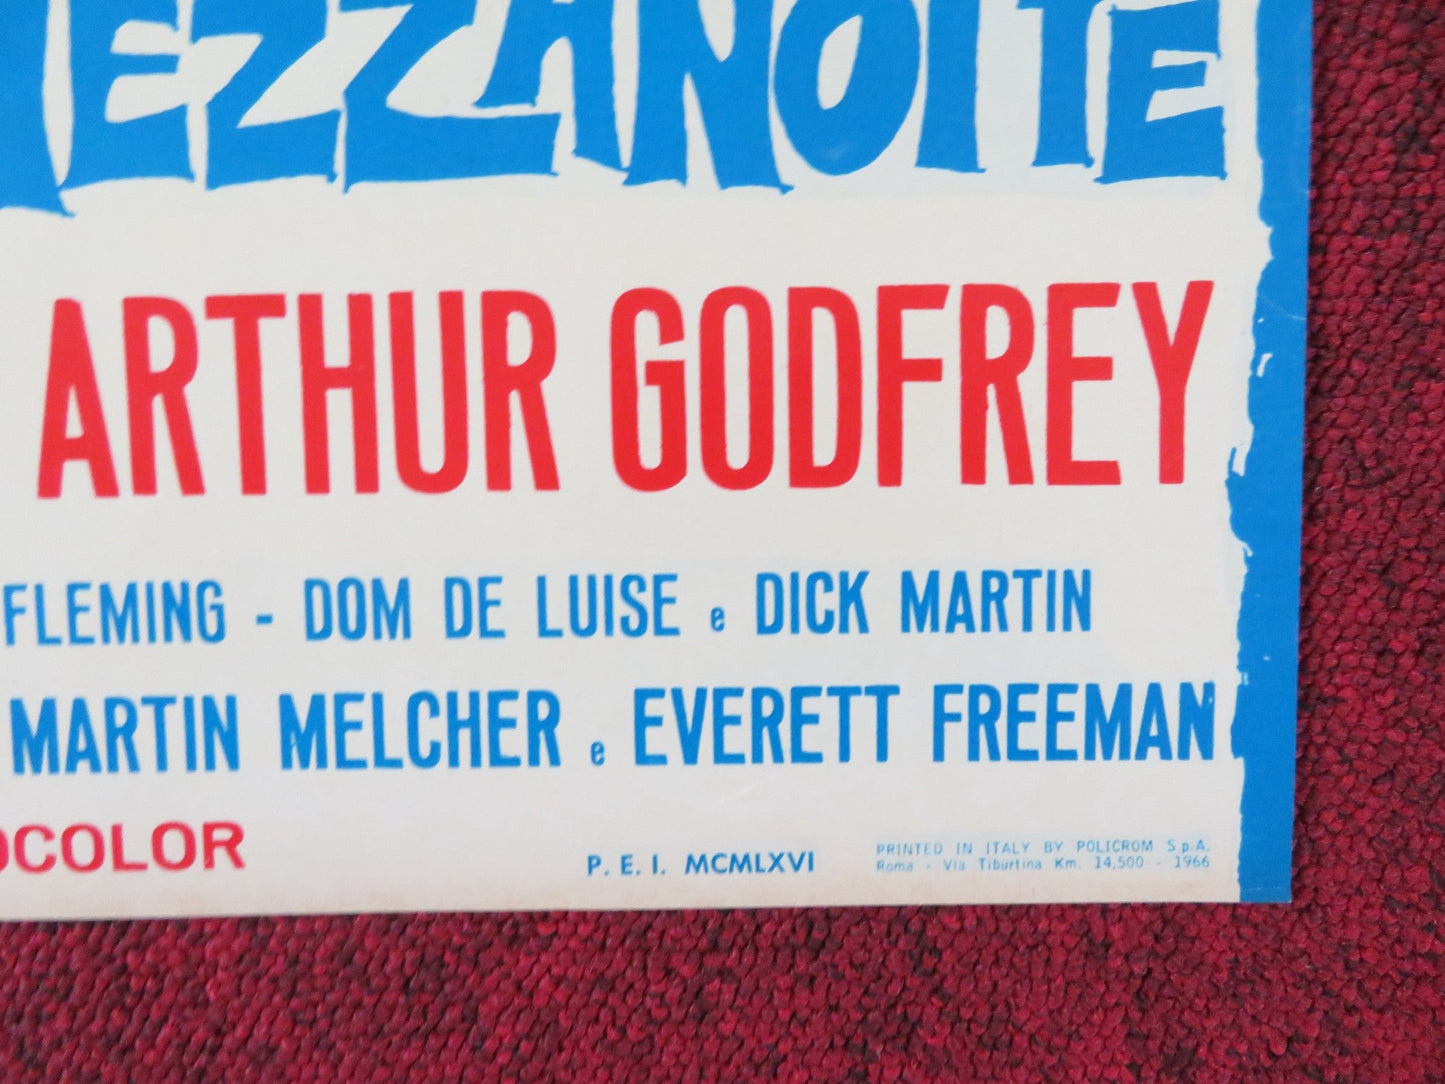 MEZZANOTTE
ARTHUR GODFREY
FLEMING - DOM DE LUISE e DICK MARTIN
MARTIN MELCHER e EVERETT FREEMAN
OCOLOR
P. E. I. MCMLXVI
PRINTED IN ITALY BY POLICROM S.p.A.
Roma - Via Tiburtina Km. 14,500 - 1966